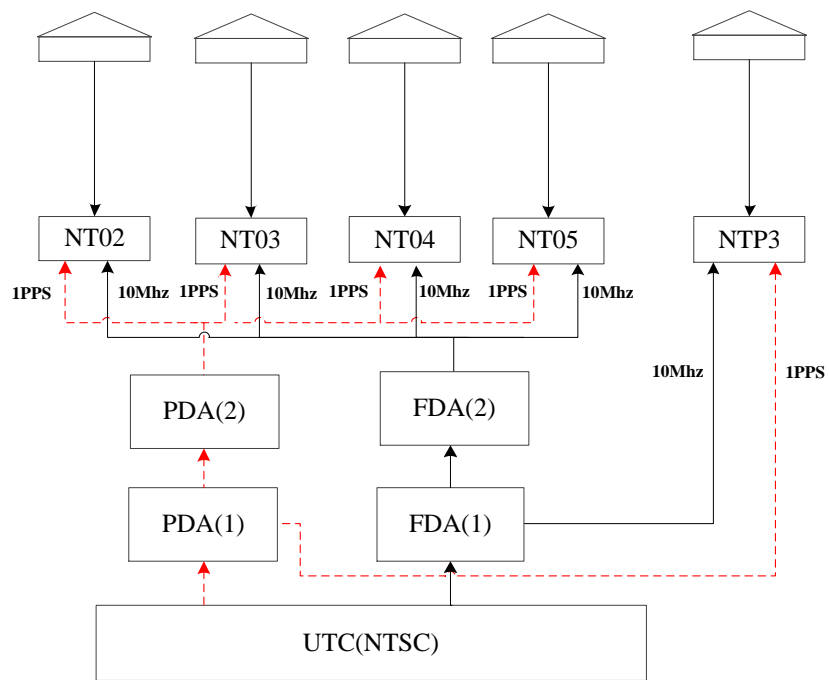 NT02 NT03 NT04 NT05 NTP3
1PPS 10Mhz 1PPS 10Mhz 1PPS 10Mhz 1PPS 10Mhz
10Mhz 1PPS
PDA(2) FDA(2)
PDA(1) FDA(1)
UTC(NTSC)